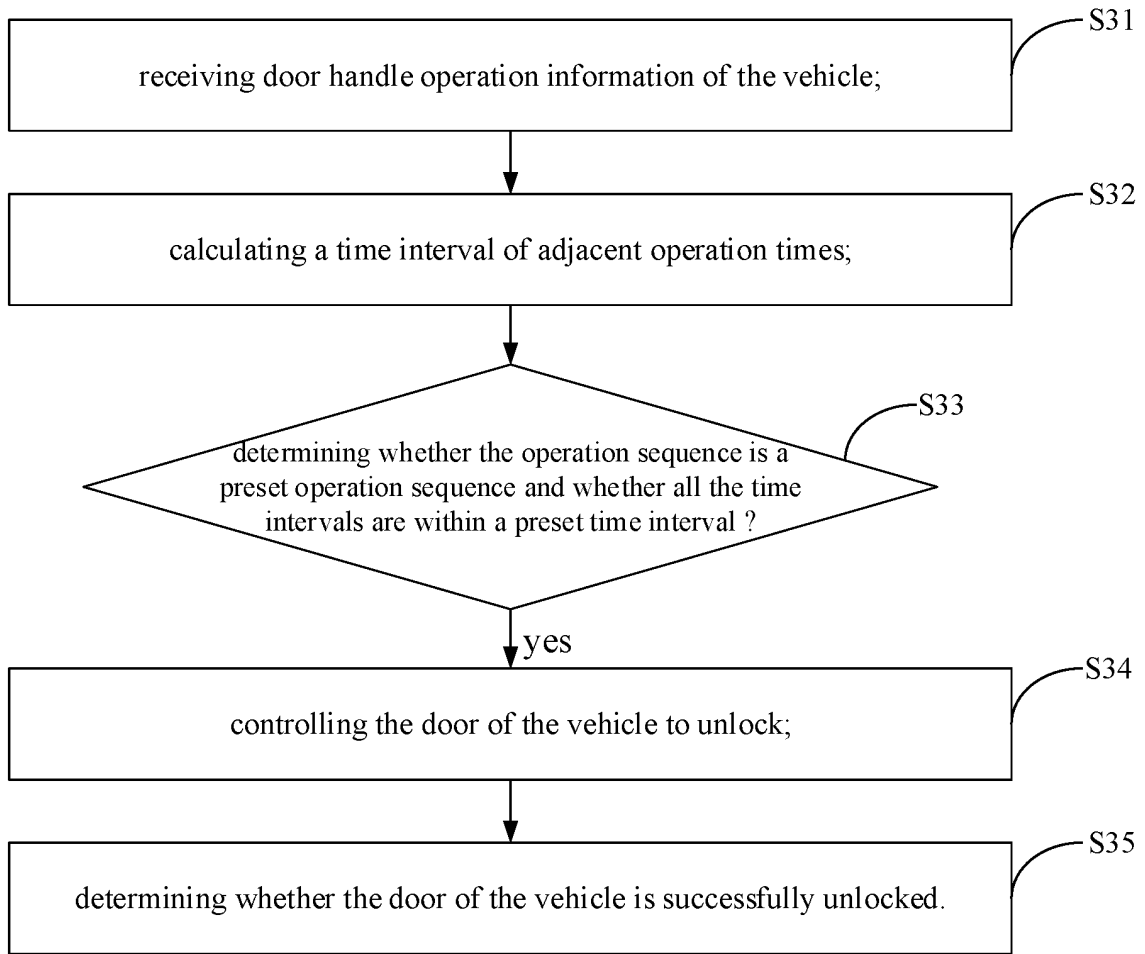 S31
receiving door handle operation information of the vehicle;
S32
calculating a time interval of adjacent operation times;
S33
determining whether the operation sequence is a
preset operation sequence and whether all the time
intervals are within a preset time interval ?
yes
S34
controlling the door of the vehicle to unlock;
S35
determining whether the door of the vehicle is successfully unlocked.